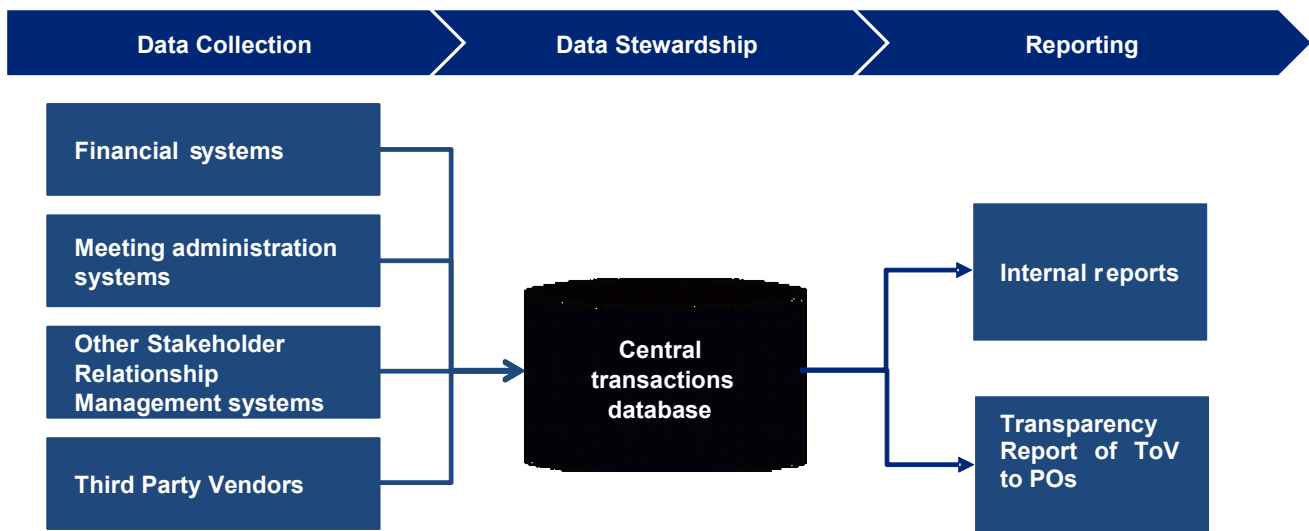 Data Collection
Data Stewardship
Reporting
Financial systems
Meeting administration
systems
Other Stakeholder
Relationship
Management systems
Third Party Vendors
Central
transactions
database
Internal reports
Transparency
Report of ToV
to POs